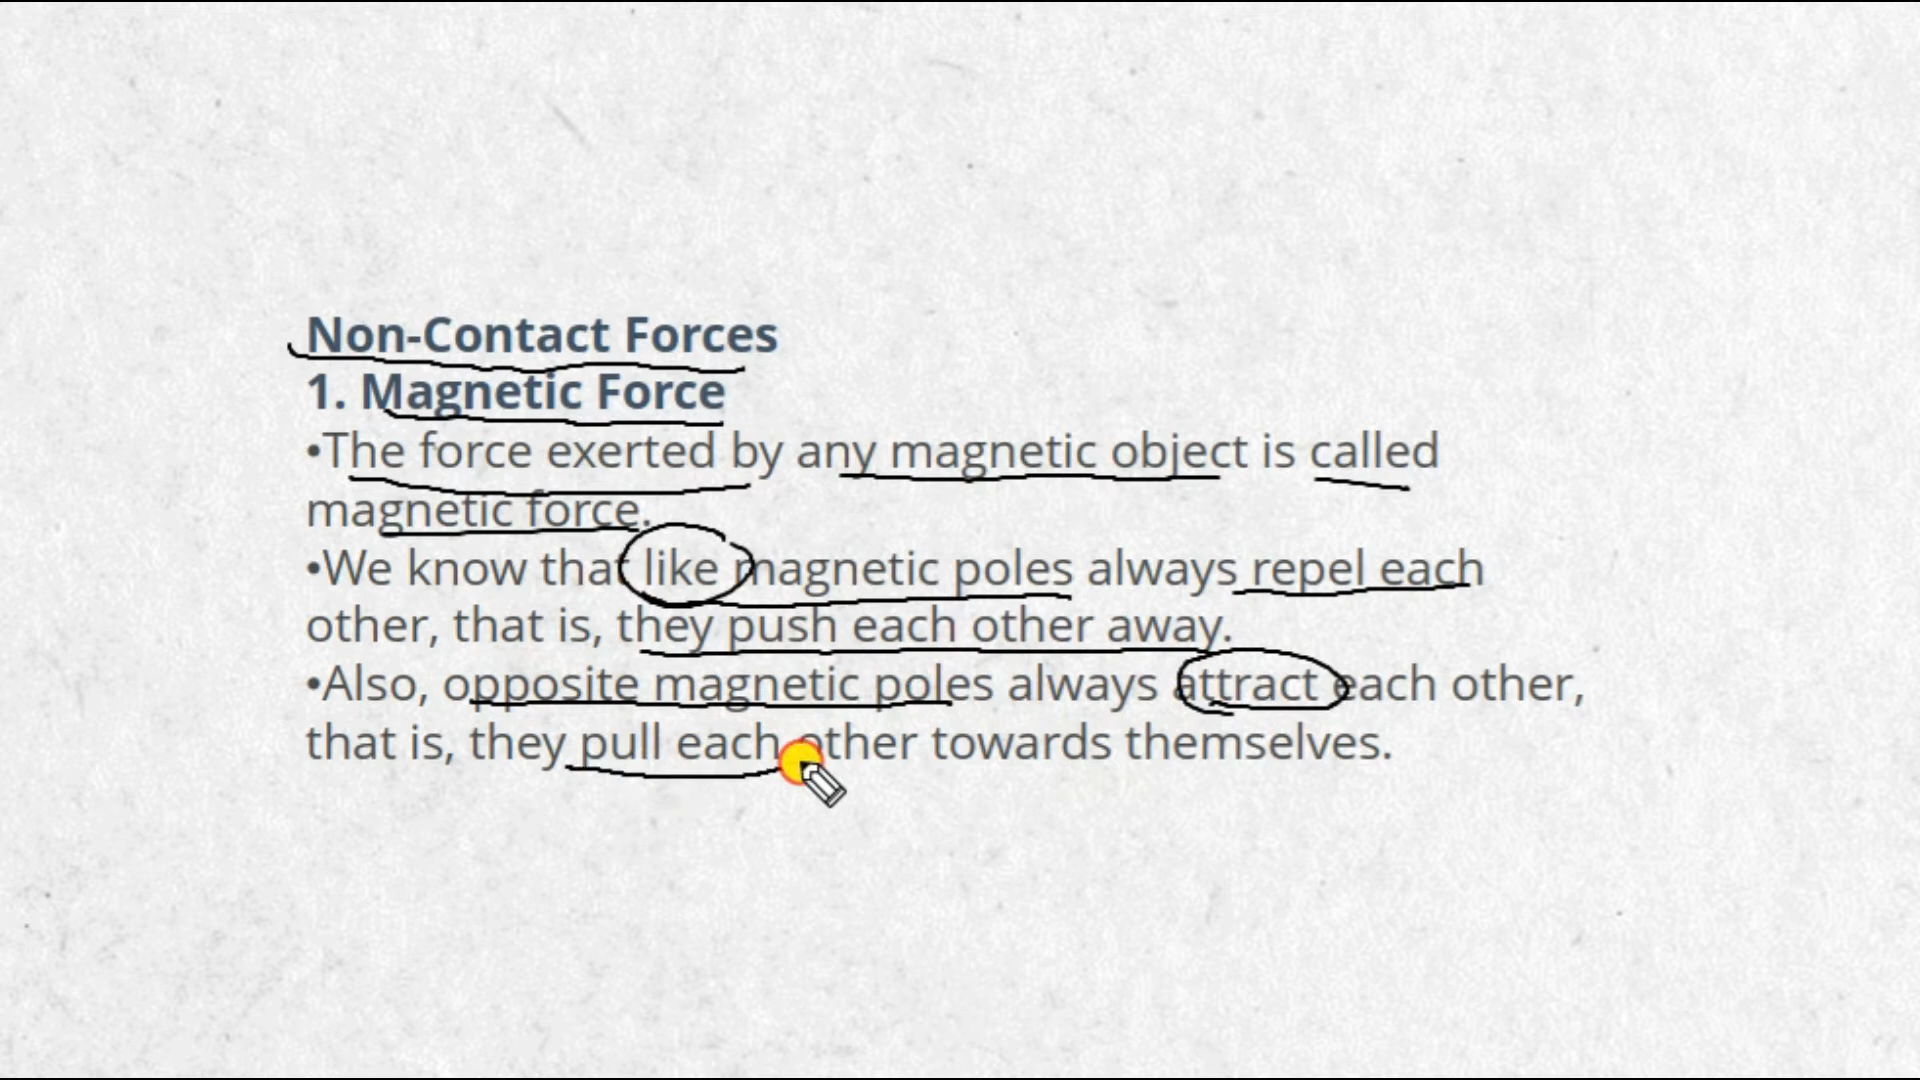 Non-Contact Forces
1. Magnetic Force
•The force exerted by any magnetic object is called
magnetic force.
•We know that like magnetic poles always repel each
other, that is, they push each other away.
•Also, opposite magnetic poles always attract each other,
that is, they pull each other towards themselves.